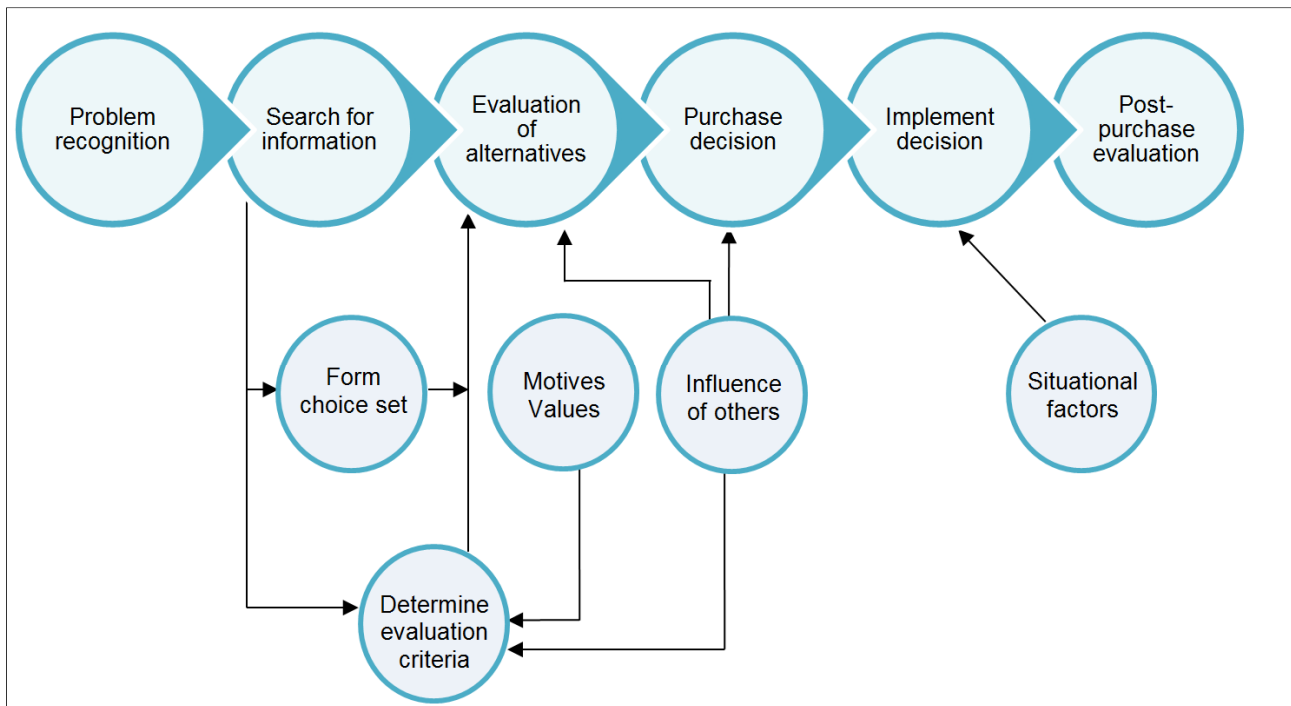 Problem
recognition
Search for
information
Evaluation
of
alternatives
Purchase
decision
Implement
decision
Post-
purchase
evaluation
Form
choice set
Motives
Values
Influence
of others
Situational
factors
Determine
evaluation
criteria